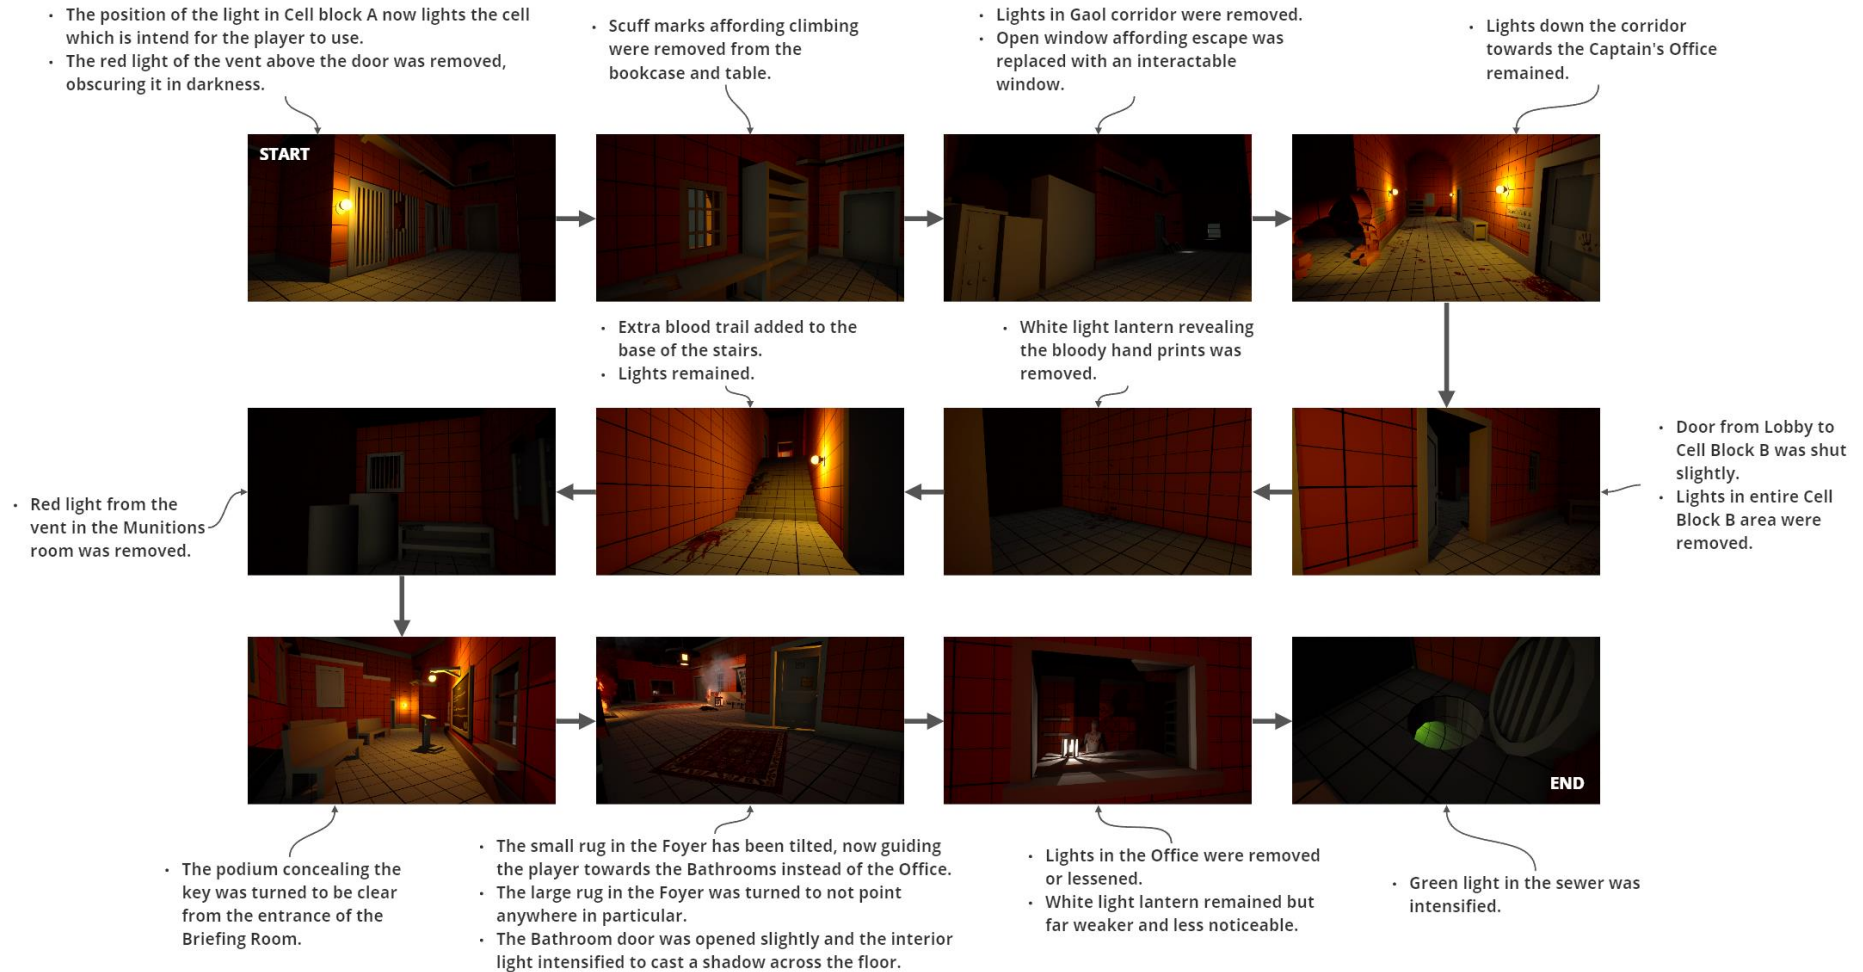 • The position of the light in Cell block A now lights the cell
which is intend for the player to use.
• The red light of the vent above the door was removed,
obscuring it in darkness.
• Scuff marks affording climbing
were removed from the
bookcase and table.
• Lights in Gaol corridor were removed.
• Open window affording escape was
replaced with an interactable
window.
• Lights down the corridor
towards the Captain's Office
remained.
START
• Extra blood trail added to the
base of the stairs.
• Lights remained.
• White light lantern revealing
the bloody hand prints was
removed.
• Door from Lobby to
Cell Block B was shut
slightly.
• Lights in entire Cell
Block B area were
removed.
• Red light from the
vent in the Munitions
room was removed.
END
• The podium concealing the
key was turned to be clear
from the entrance of the
Briefing Room.
• The small rug in the Foyer has been tilted, now guiding
the player towards the Bathrooms instead of the Office.
• The large rug in the Foyer was turned to not point
anywhere in particular.
• The Bathroom door was opened slightly and the interior
light intensified to cast a shadow across the floor.
• Lights in the Office were removed
or lessened.
• White light lantern remained but
far weaker and less noticeable.
• Green light in the sewer was
intensified.